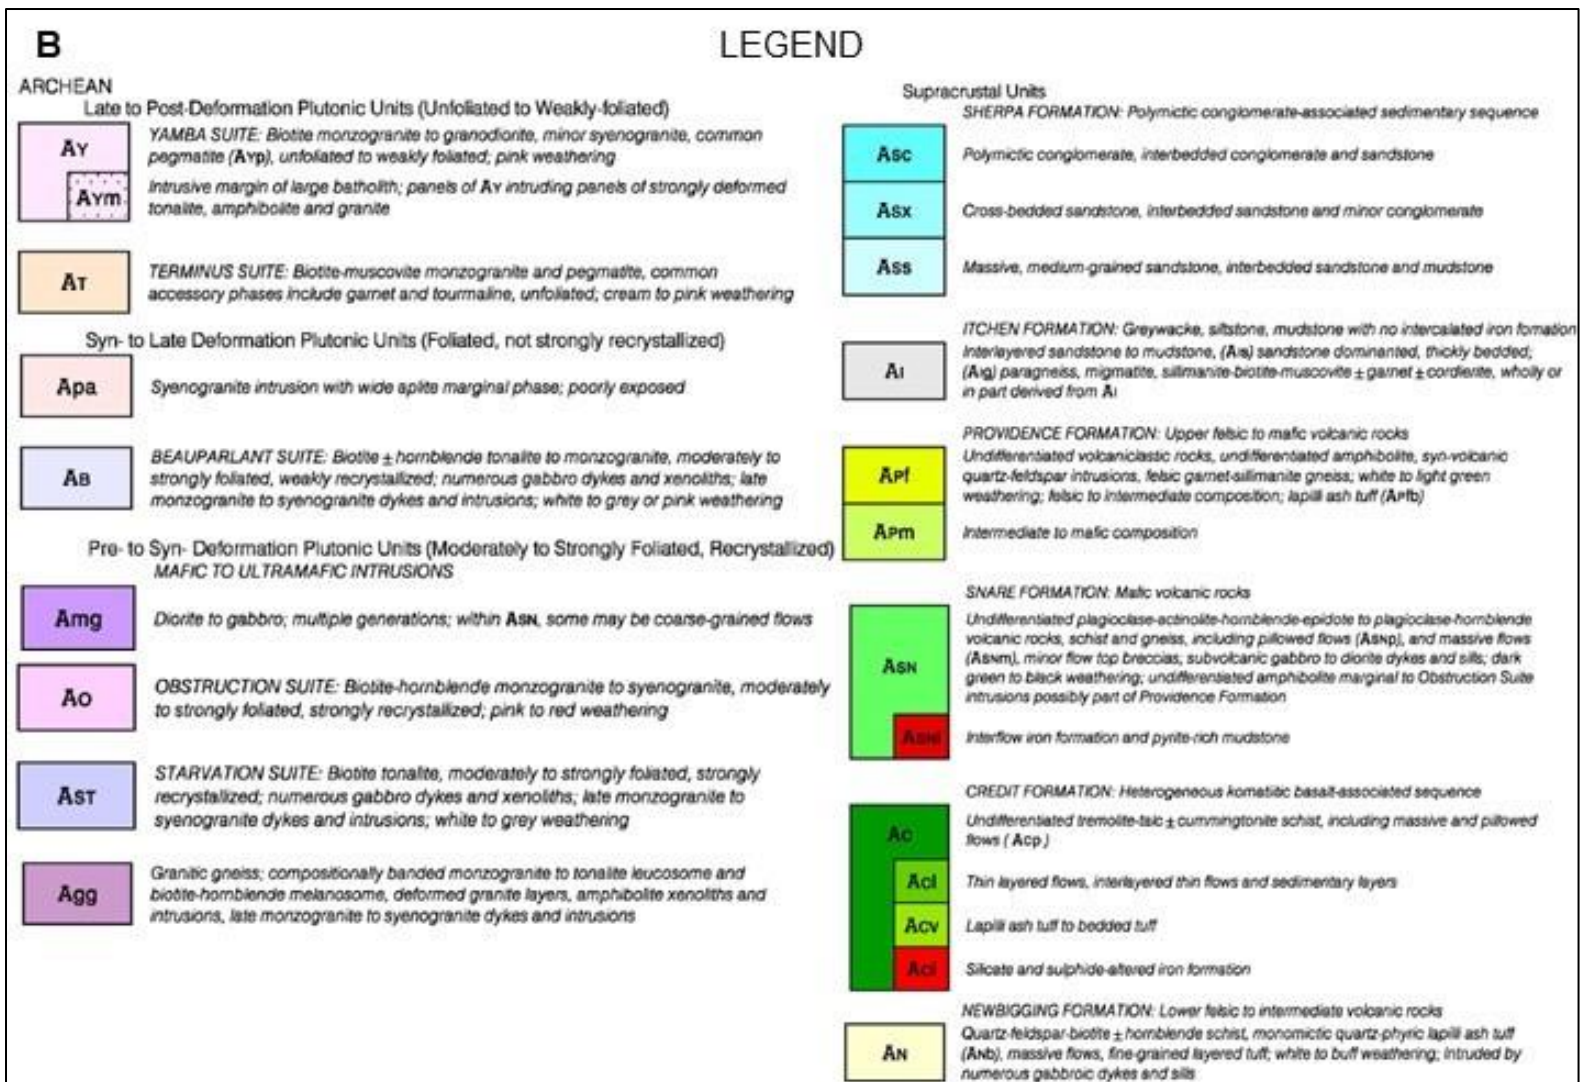 B
LEGEND
ARCHEAN
Late to Post-Deformation Plutonic Units (Unfoliated to Weakly-foliated)
AY
YAMBA SUITE: Biotite monzogranite to granodiorite, minor syenogranite, common
pegmatite (AYp), unfoliated to weakly foliated; pink weathering
AYm
Intrusive margin of large batholith; panels of AY intruding panels of strongly deformed
tonalite, amphibolite and granite
AT
TERMINUS SUITE: Biotite-muscovite monzogranite and pegmatite, common
accessory phases include garnet and tourmaline, unfoliated; cream to pink weathering
Syn- to Late Deformation Plutonic Units (Foliated, not strongly recrystallized)
Apa
Syenogranite intrusion with wide aplite marginal phase; poorly exposed
AB
BEAUPARLANT SUITE: Biotite ± hornblende tonalite to monzogranite, moderately to
strongly foliated, weakly recrystallized; numerous gabbro dykes and xenoliths; late
monzogranite to syenogranite dykes and intrusions; white to grey or pink weathering
Pre- to Syn- Deformation Plutonic Units (Moderately to Strongly Foliated, Recrystallized)
MAFIC TO ULTRAMAFIC INTRUSIONS
Amg
Diorite to gabbro; multiple generations; within ASN, some may be coarse-grained flows
AO
OBSTRUCTION SUITE: Biotite-hornblende monzogranite to syenogranite, moderately
to strongly foliated, strongly recrystallized; pink to red weathering
AST
STARVATION SUITE: Biotite tonalite, moderately to strongly foliated, strongly
recrystallized; numerous gabbro dykes and xenoliths; late monzogranite to
syenogranite dykes and intrusions; white to grey weathering
Agg
Granitic gneiss; compositionally banded monzogranite to tonalite leucosome and
biotite-hornblende melanosome, deformed granite layers, amphibolite xenoliths and
intrusions, late monzogranite to syenogranite dykes and intrusions
Supracrustal Units
SHERPA FORMATION: Polymictic conglomerate-associated sedimentary sequence
ASC
Polymictic conglomerate, interbedded conglomerate and sandstone
ASX
Cross-bedded sandstone, interbedded sandstone and minor conglomerate
ASS
Massive, medium-grained sandstone, interbedded sandstone and mudstone
ITCHEN FORMATION: Greywacke, siltstone, mudstone with no intercalated iron fomation
AI
Interlayered sandstone to mudstone, (AIs) sandstone dominanted, thickly bedded;
(AIg) paragneiss, migmatite, sillimanite-biotite-muscovite ± garnet ± cordierite, wholly or
in part derived from AI
PROVIDENCE FORMATION: Upper felsic to mafic volcanic rocks
APf
Undifferentiated volcaniclastic rocks, undifferentiated amphibolite, syn-volcanic
quartz-feldspar intrusions, felsic garnet-sillimanite gneiss; white to light green
weathering; felsic to intermediate composition; lapilli ash tuff (APfb)
APm
Intermediate to mafic composition
SNARE FORMATION: Mafic volcanic rocks
ASN
Undifferentiated plagioclase-actinolite-hornblende-epidote to plagioclase-hornblende
volcanic rocks, schist and gneiss, including pillowed flows (ASNp), and massive flows
(ASNm), minor flow top breccias, subvolcanic gabbro to diorite dykes and sills; dark
green to black weathering; undifferentiated amphibolite marginal to Obstruction Suite
intrusions possibly part of Providence Formation
ASNi
Interflow iron formation and pyrite-rich mudstone
CREDIT FORMATION: Heterogeneous komatiitic basalt-associated sequence
AC
Undifferentiated tremolite-talc ± cummingtonite schist, including massive and pillowed
flows ( ACp )
ACl
Thin layered flows, interlayered thin flows and sedimentary layers
ACv
Lapilli ash tuff to bedded tuff
ACi
Silicate and sulphide-altered iron formation
NEWBIGGING FORMATION: Lower felsic to intermediate volcanic rocks
AN
Quartz-feldspar-biotite ± hornblende schist, monomictic quartz-phyric lapilli ash tuff
(ANb), massive flows, fine-grained layered tuff; white to buff weathering; intruded by
numerous gabbroic dykes and sills